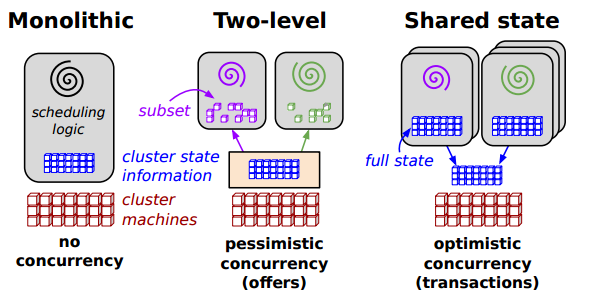 Monolithic
Two-level
Shared state
scheduling
logic
subset
full state
cluster state
information
cluster
machines
no
concurrency
pessimistic
concurrency
(offers)
optimistic
concurrency
(transactions)